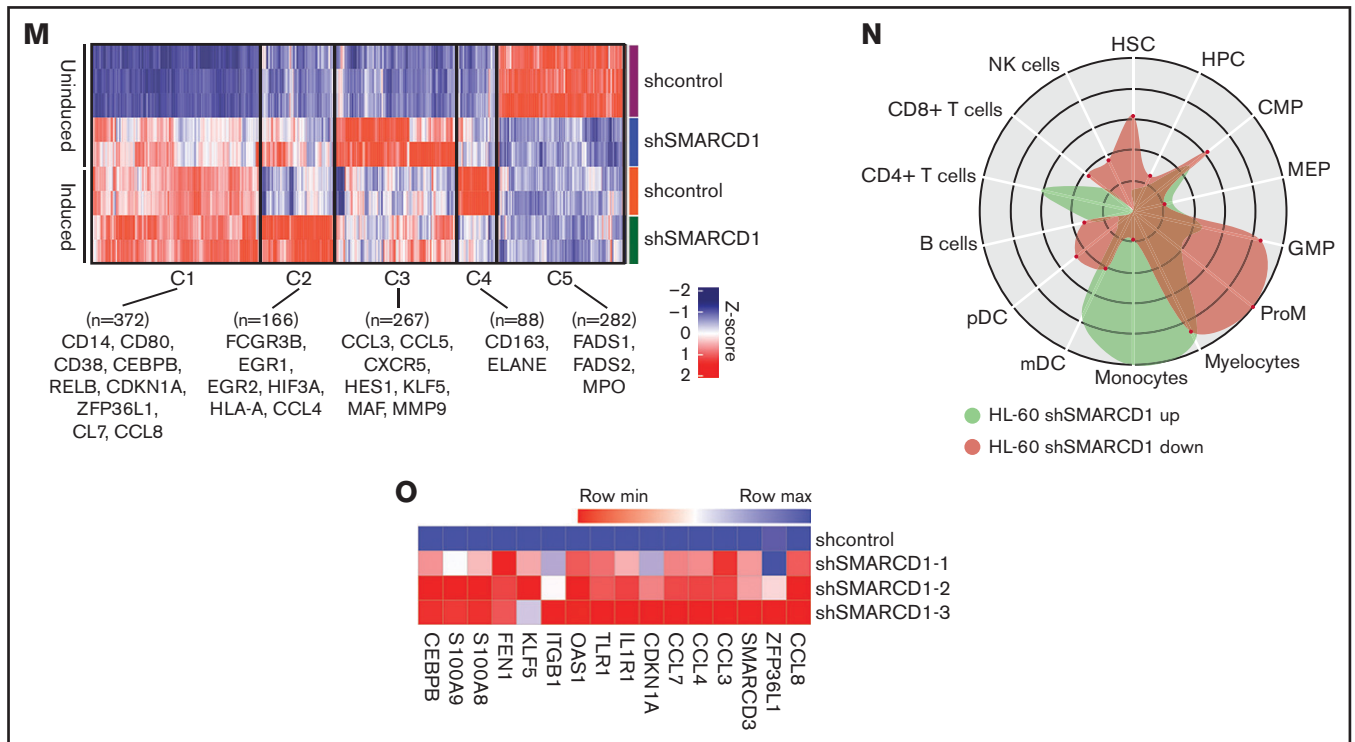 M
Uninduced
Induced
shcontrol
shSMARCD1
shcontrol
shSMARCD1
C1
C2
C3
C4
C5
(n=372)
CD14, CD80,
CD38, CEBPB,
RELB, CDKN1A,
ZFP36L1,
CL7, CCL8
(n=166)
FCGR3B,
EGR1,
EGR2, HIF3A,
HLA-A, CCL4
(n=267)
CCL3, CCL5,
CXCR5,
HES1, KLF5,
MAF, MMP9
(n=88)
CD163,
ELANE
(n=282)
FADS1,
FADS2,
MPO
−2
−1
0
1
2
Z-score
N
HSC
HPC
CMP
MEP
GMP
ProM
Myelocytes
Monocytes
mDC
pDC
B cells
CD4+ T cells
CD8+ T cells
NK cells
HL-60 shSMARCD1 up
HL-60 shSMARCD1 down
O
Row min
Row max
shcontrol
shSMARCD1-1
shSMARCD1-2
shSMARCD1-3
CEBPB
S100A9
S100A8
FEN1
KLF5
ITGB1
OAS1
TLR1
IL1R1
CDKN1A
CCL7
CCL4
CCL3
SMARCD3
ZFP36L1
CCL8